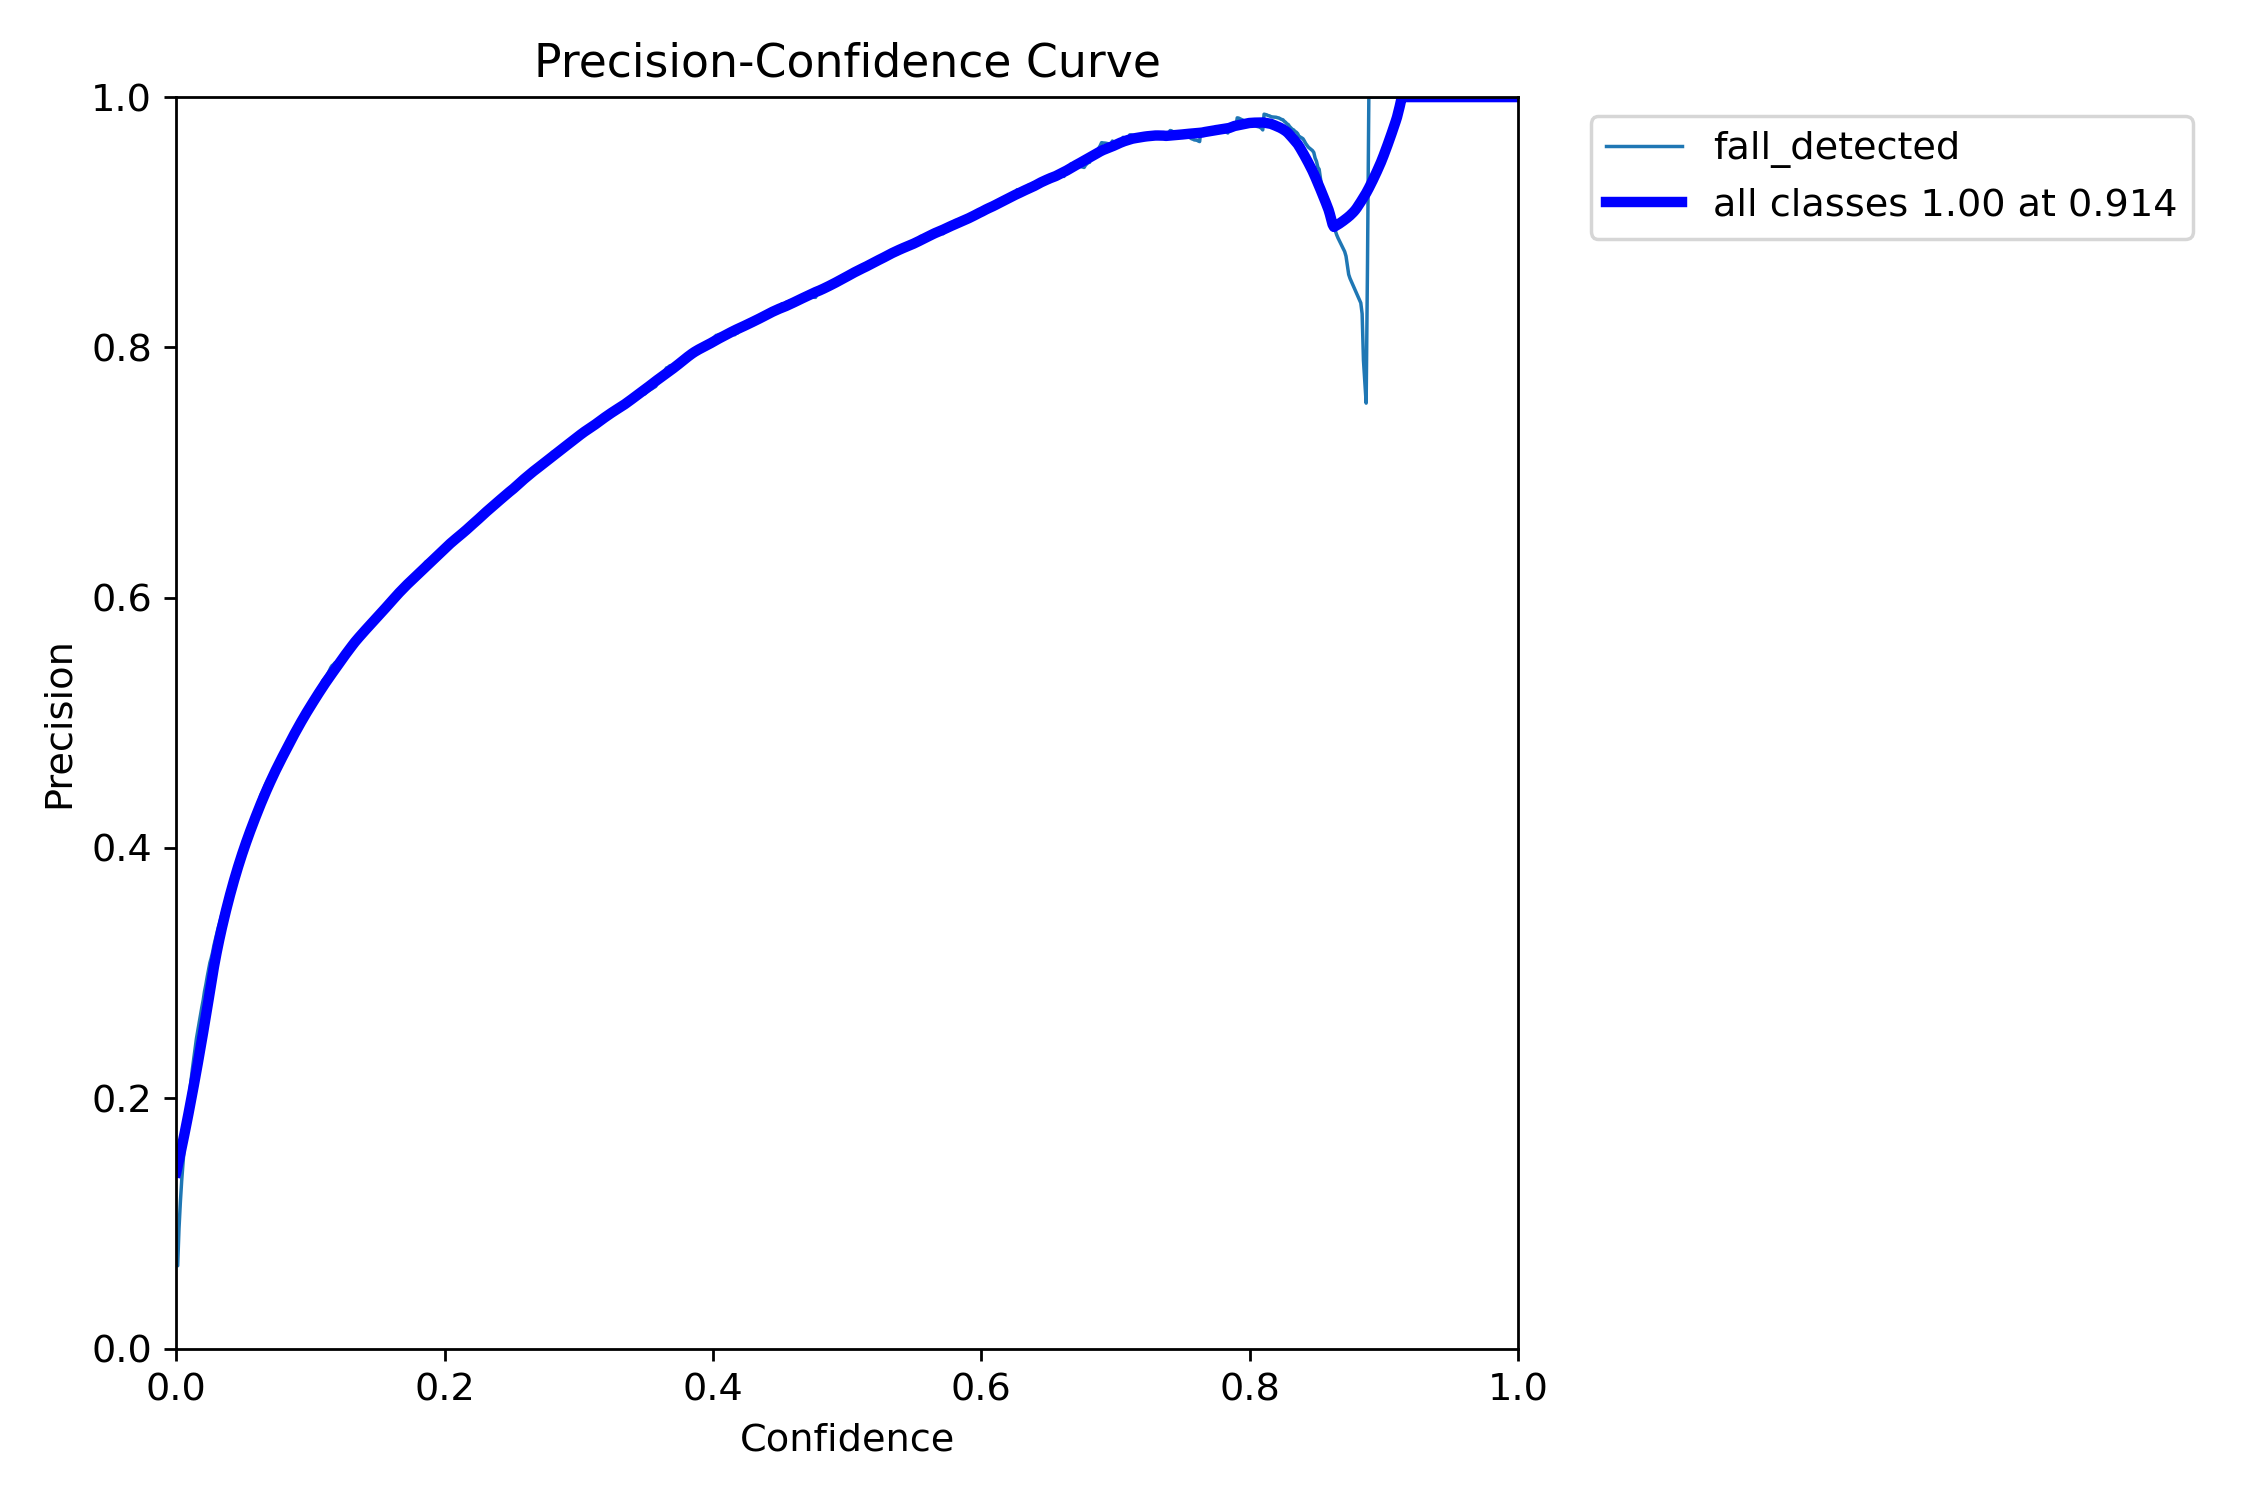 Precision-Confidence Curve
1.0
0.8
0.6
0.4
0.2
0.0
Precision
0.0 0.2 0.4 0.6 0.8 1.0
Confidence
fall_detected
all classes 1.00 at 0.914